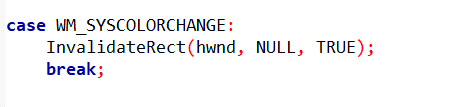 case WM_SYSCOLORCHANGE:
    InvalidateRect(hwnd, NULL, TRUE);
    break;